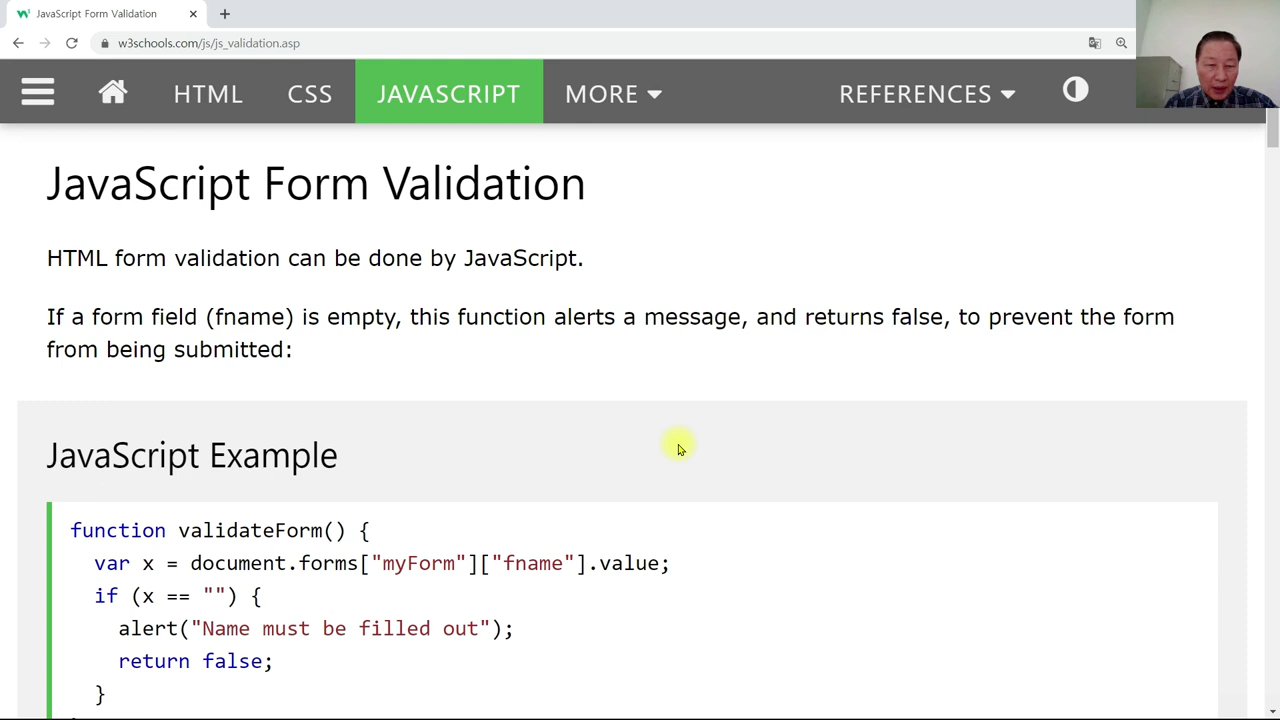 JavaScript Form Validation
w3schools.com/js/js_validation.asp
HTML CSS JAVASCRIPT MORE REFERENCES
JavaScript Form Validation
HTML form validation can be done by JavaScript.
If a form field (fname) is empty, this function alerts a message, and returns false, to prevent the form
from being submitted:
JavaScript Example
function validateForm() {
  var x = document.forms["myForm"]["fname"].value;
  if (x == "") {
    alert("Name must be filled out");
    return false;
  }